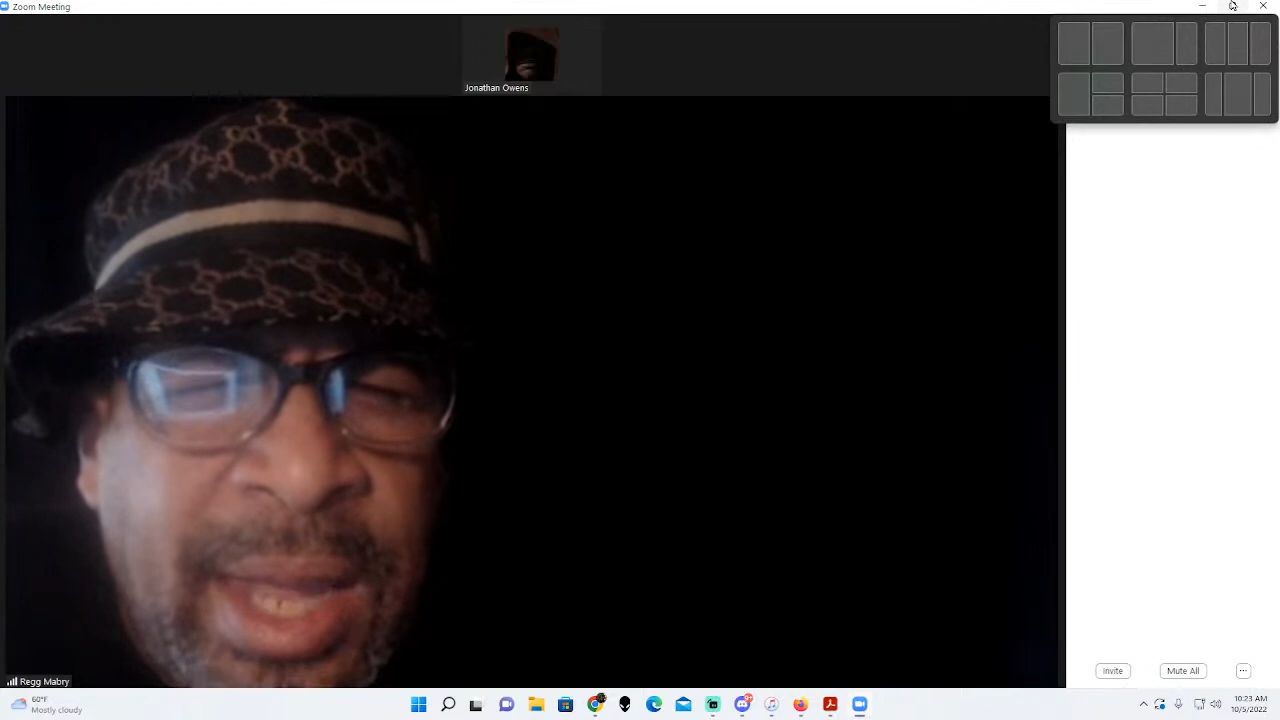 Zoom Meeting
Jonathan Owens
Regg Mabry
Invite
Mute All
60°F
Mostly cloudy
10:23 AM
10/5/2022